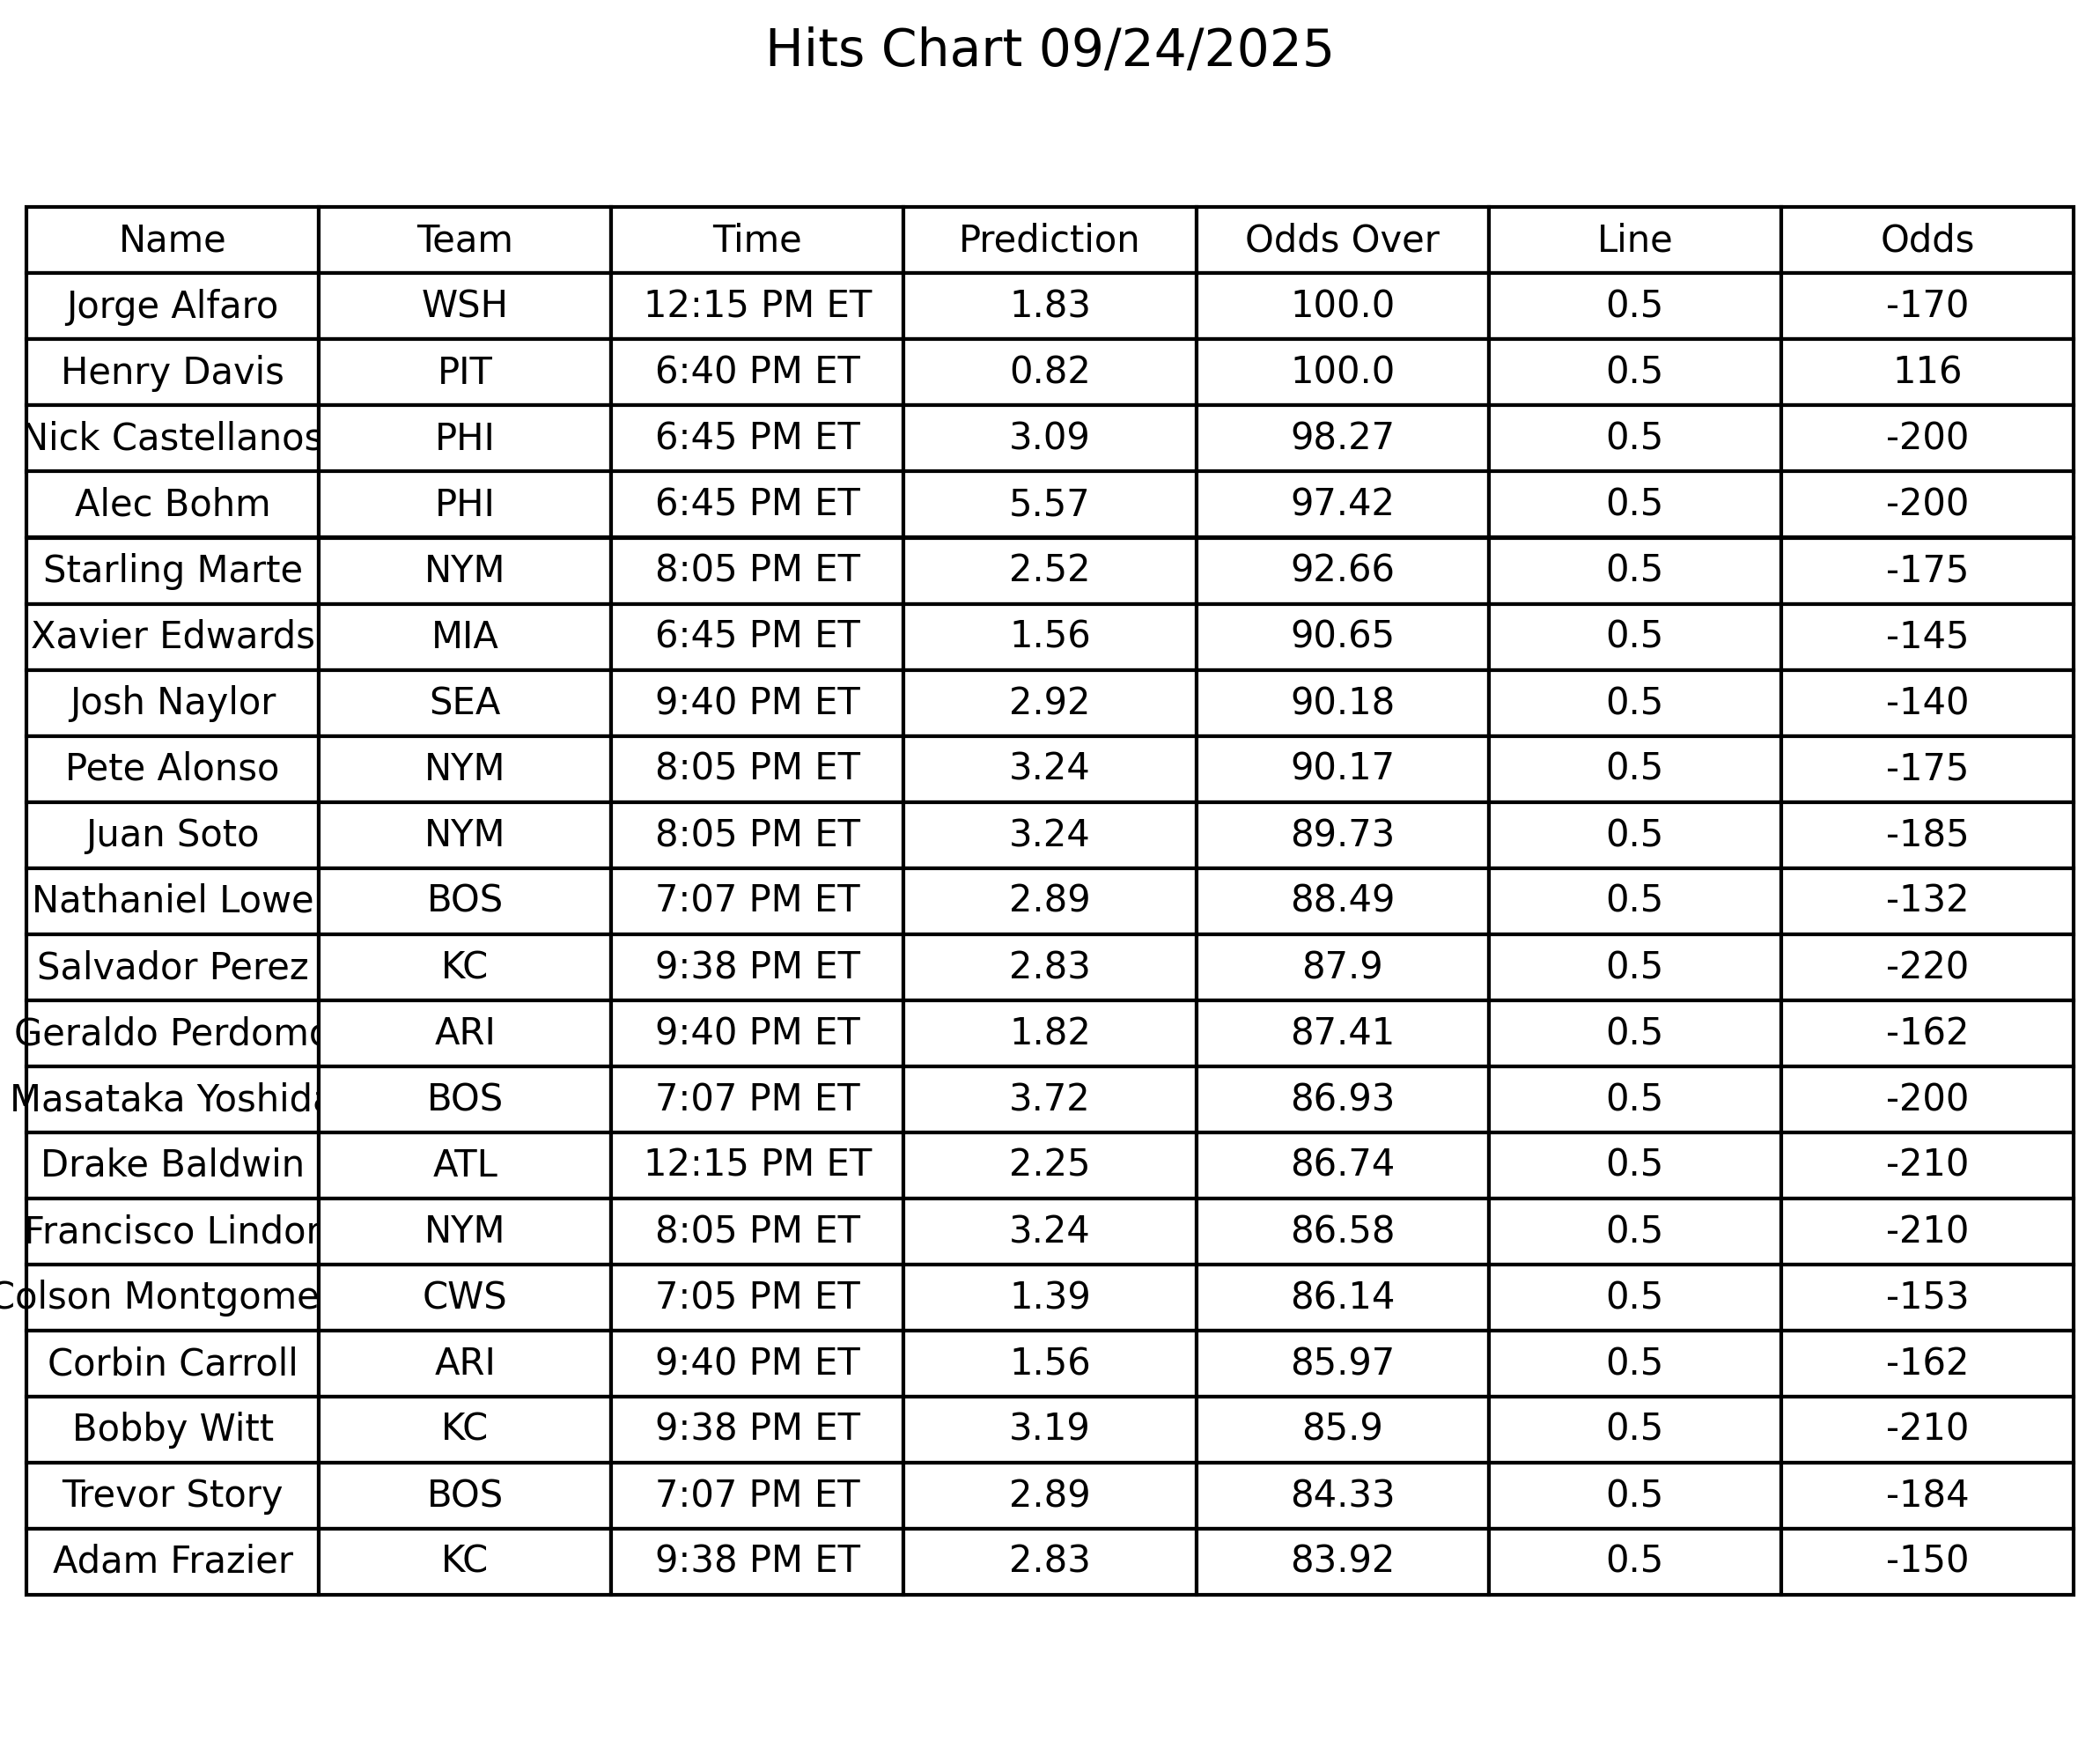 Hits Chart 09/24/2025
Name Team Time Prediction Odds Over Line Odds
Jorge Alfaro WSH 12:15 PM ET 1.83 100.0 0.5 -170
Henry Davis PIT 6:40 PM ET 0.82 100.0 0.5 116
Nick Castellanos PHI 6:45 PM ET 3.09 98.27 0.5 -200
Alec Bohm PHI 6:45 PM ET 5.57 97.42 0.5 -200
Starling Marte NYM 8:05 PM ET 2.52 92.66 0.5 -175
Xavier Edwards MIA 6:45 PM ET 1.56 90.65 0.5 -145
Josh Naylor SEA 9:40 PM ET 2.92 90.18 0.5 -140
Pete Alonso NYM 8:05 PM ET 3.24 90.17 0.5 -175
Juan Soto NYM 8:05 PM ET 3.24 89.73 0.5 -185
Nathaniel Lowe BOS 7:07 PM ET 2.89 88.49 0.5 -132
Salvador Perez KC 9:38 PM ET 2.83 87.9 0.5 -220
Geraldo Perdomo ARI 9:40 PM ET 1.82 87.41 0.5 -162
Masataka Yoshida BOS 7:07 PM ET 3.72 86.93 0.5 -200
Drake Baldwin ATL 12:15 PM ET 2.25 86.74 0.5 -210
Francisco Lindor NYM 8:05 PM ET 3.24 86.58 0.5 -210
Colson Montgome CWS 7:05 PM ET 1.39 86.14 0.5 -153
Corbin Carroll ARI 9:40 PM ET 1.56 85.97 0.5 -162
Bobby Witt KC 9:38 PM ET 3.19 85.9 0.5 -210
Trevor Story BOS 7:07 PM ET 2.89 84.33 0.5 -184
Adam Frazier KC 9:38 PM ET 2.83 83.92 0.5 -150